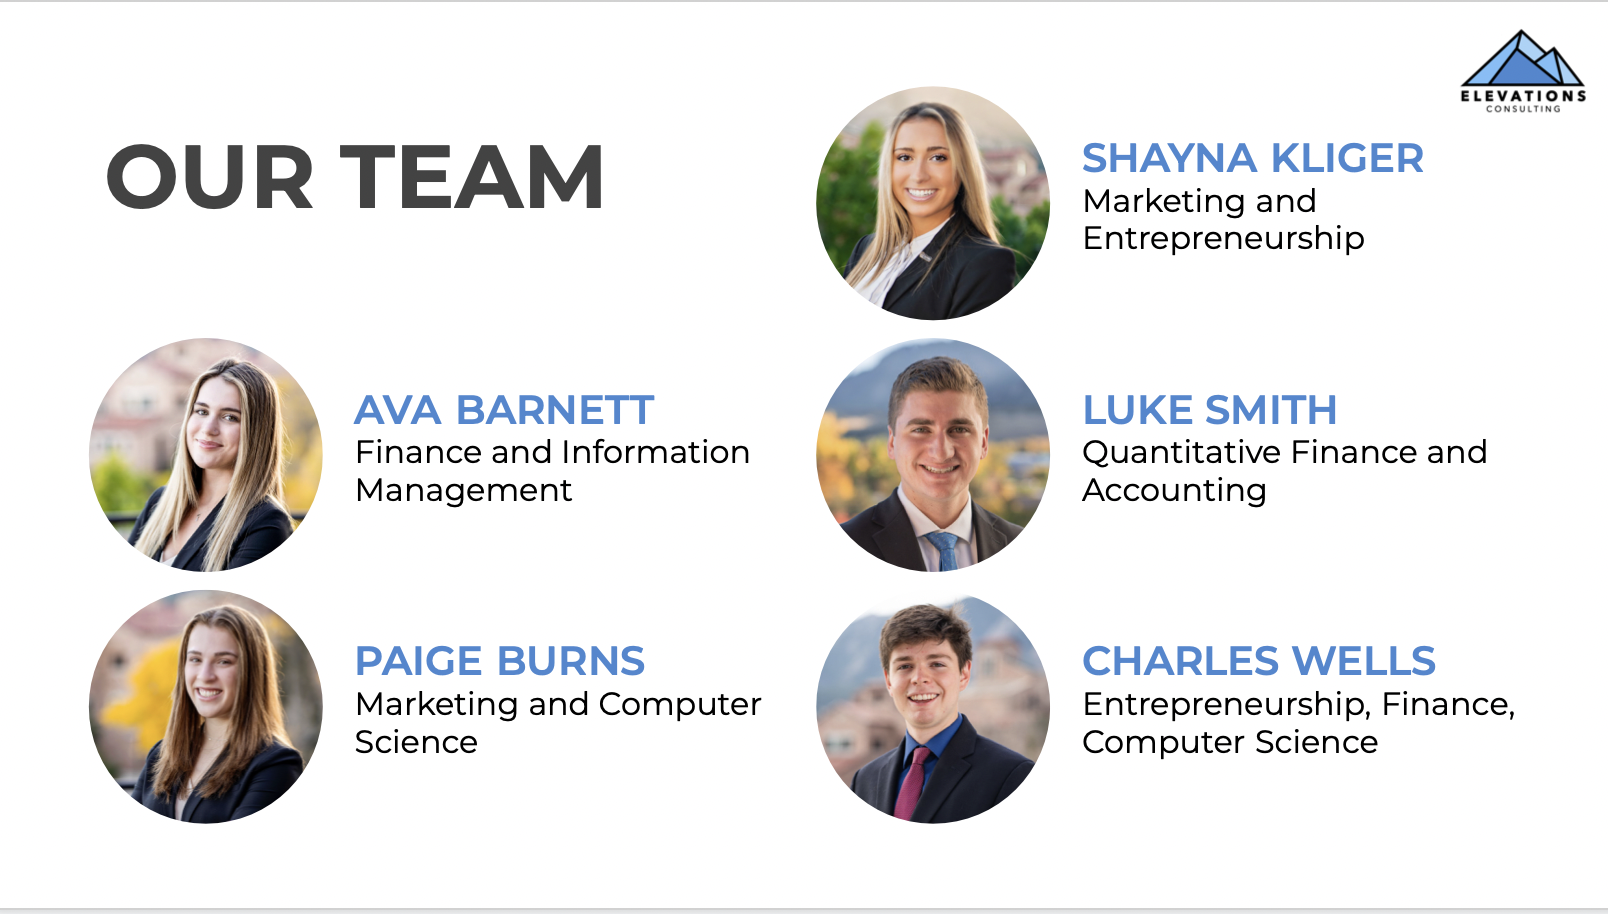 OUR TEAM
ELEVATIONS
CONSULTING
SHAYNA KLIGER
Marketing and
Entrepreneurship
AVA BARNETT
Finance and Information
Management
LUKE SMITH
Quantitative Finance and
Accounting
PAIGE BURNS
Marketing and Computer
Science
CHARLES WELLS
Entrepreneurship, Finance,
Computer Science